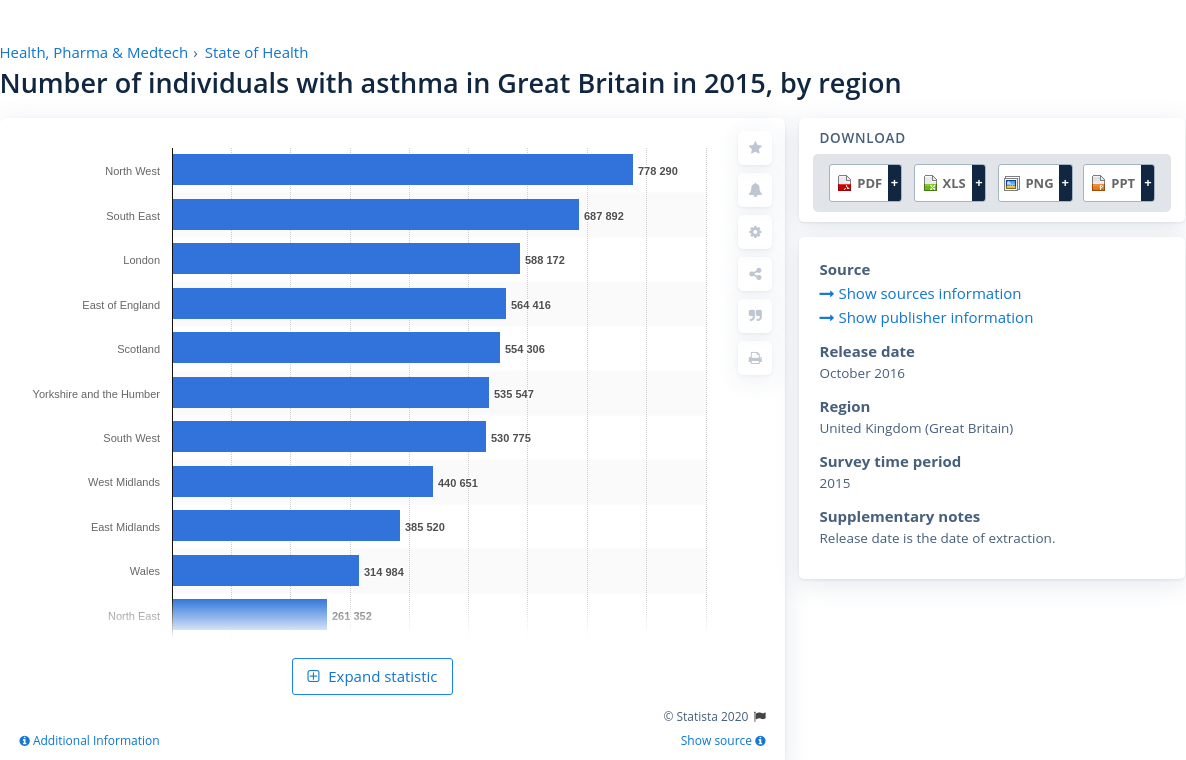 Health, Pharma & Medtech › State of Health
Number of individuals with asthma in Great Britain in 2015, by region
North West 778 290
South East 687 892
London 588 172
East of England 564 416
Scotland 554 306
Yorkshire and the Humber 535 547
South West 530 775
West Midlands 440 651
East Midlands 385 520
Wales 314 984
North East 261 352
Expand statistic
© Statista 2020
Additional Information Show source
DOWNLOAD
PDF + XLS + PNG + PPT +
Source
Show sources information
Show publisher information
Release date
October 2016
Region
United Kingdom (Great Britain)
Survey time period
2015
Supplementary notes
Release date is the date of extraction.